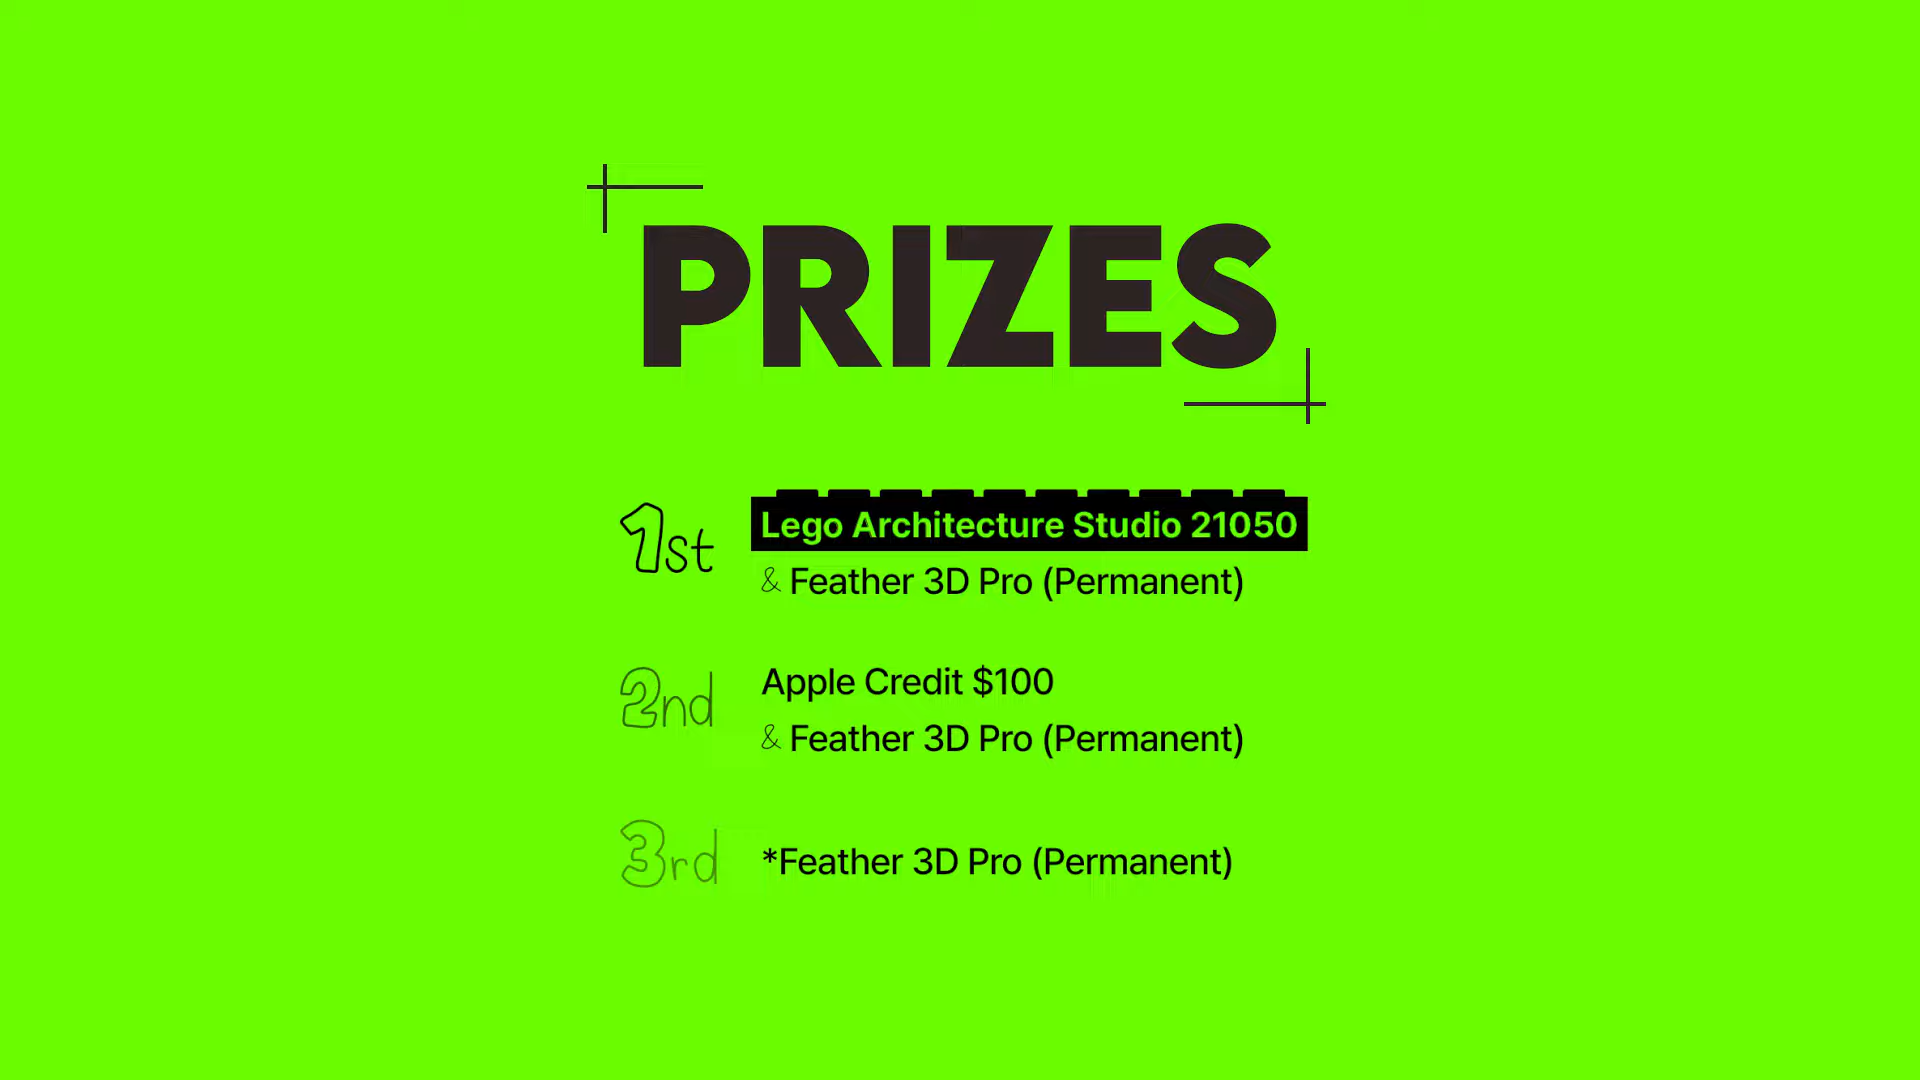 PRIZES
1st
Lego Architecture Studio 21050
& Feather 3D Pro (Permanent)
2nd
Apple Credit $100
& Feather 3D Pro (Permanent)
3rd
*Feather 3D Pro (Permanent)